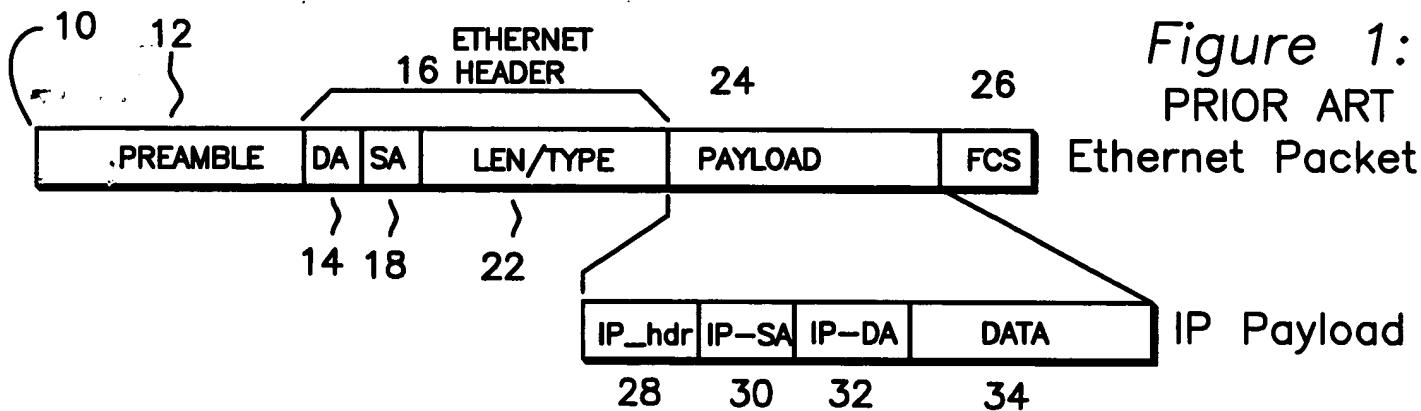 Figure 1:
PRIOR ART
Ethernet Packet
10
12
ETHERNET
16 HEADER
24
26
PREAMBLE DA SA LEN/TYPE PAYLOAD FCS
14 18 22
IP_hdr IP-SA IP-DA DATA
IP Payload
28 30 32 34